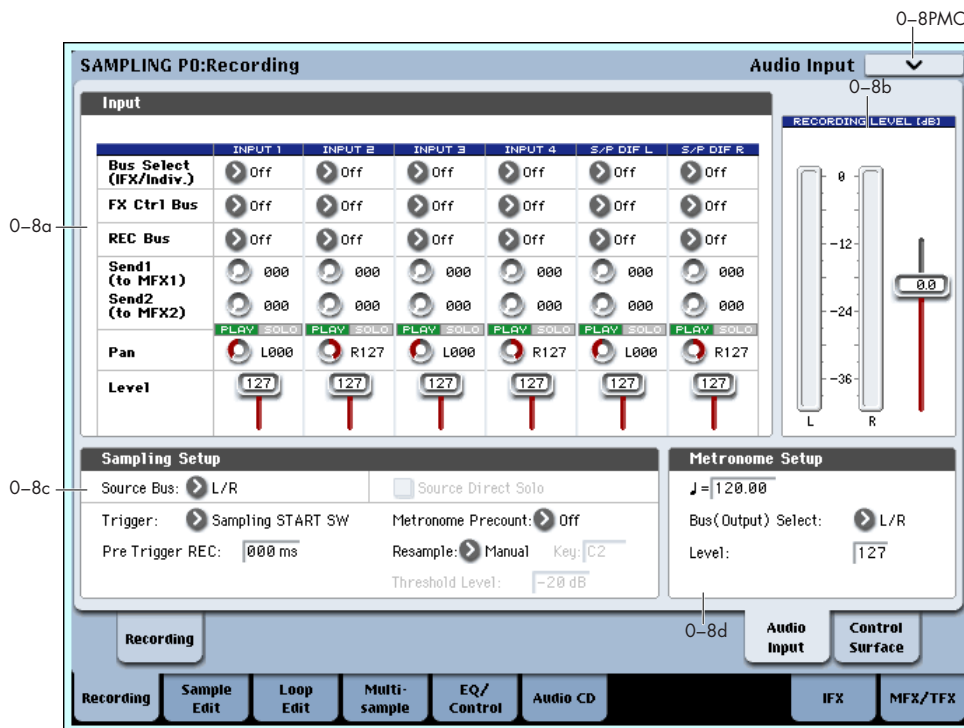 0–8PMC
SAMPLING P0:Recording
Audio Input
0–8b
Input
RECORDING LEVEL [dB]
INPUT 1 INPUT 2 INPUT 3 INPUT 4 S/P DIF L S/P DIF R
Bus Select
(IFX/Indiv.)
Off Off Off Off Off Off
FX Ctrl Bus Off Off Off Off Off Off
0–8a
REC Bus Off Off Off Off Off Off
Send1
(to MFX1)
000 000 000 000 000 000
Send2
(to MFX2)
000 000 000 000 000 000
PLAY SOLO PLAY SOLO PLAY SOLO PLAY SOLO PLAY SOLO PLAY SOLO
Pan L000 R127 L000 R127 L000 R127
Level 127 127 127 127 127 127
0
-12
-24
-36
0.0
L R
Sampling Setup
0–8c
Source Bus: L/R
Source Direct Solo
Trigger: Sampling START SW
Metronome Precount: Off
Pre Trigger REC: 000 ms
Resample: Manual Key: C2
Threshold Level: -20 dB
Metronome Setup
♩= 120.00
Bus(Output) Select: L/R
Level: 127
0–8d
Recording
Audio
Input
Control
Surface
Recording
Sample
Edit
Loop
Edit
Multi-
sample
EQ/
Control
Audio CD
IFX
MFX/TFX